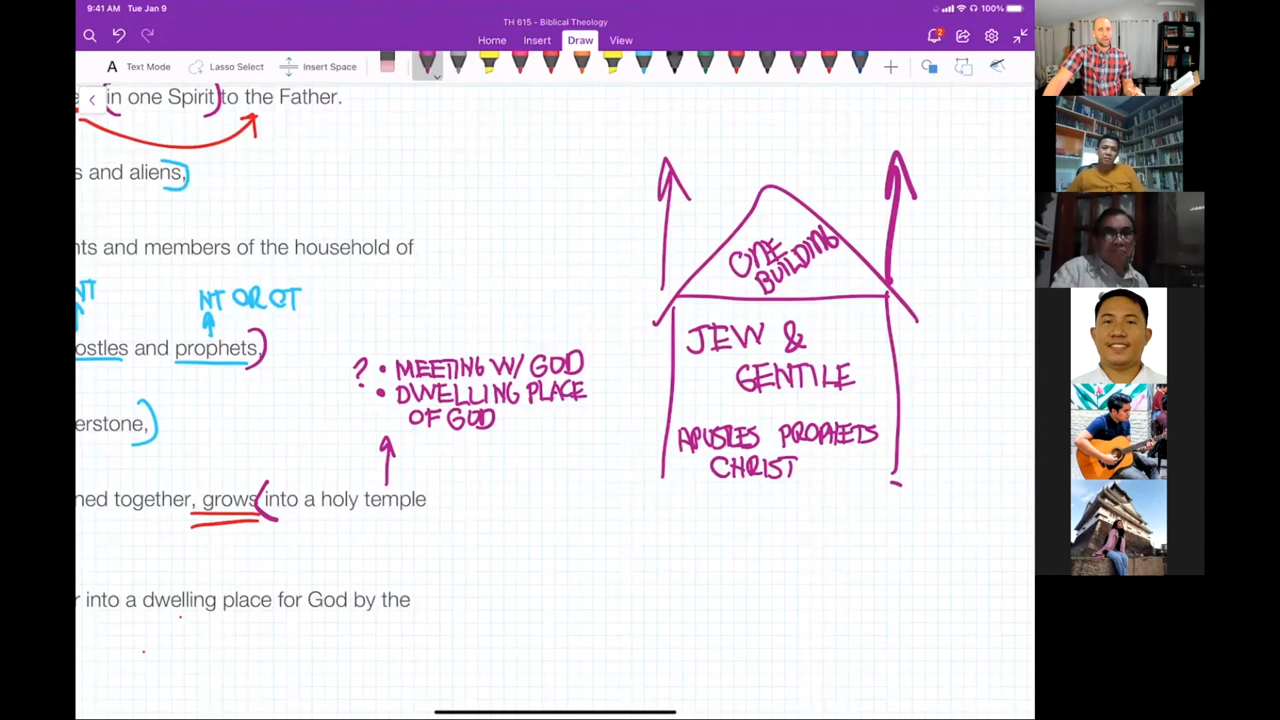 9:41 AM Tue Jan 9
100%
TH 615 - Biblical Theology
Home Insert Draw View
2
Text Mode Lasso Select Insert Space
in one Spirit to the Father.
s and aliens,
nts and members of the household of
NT
NT OR OT
ostles and prophets,
? • MEETING W/ GOD
• DWELLING PLACE
OF GOD
erstone,
ned together, grows into a holy temple
r into a dwelling place for God by the
ONE
BUILDING
JEW &
GENTILE
APOSTLES PROPHETS
CHRIST